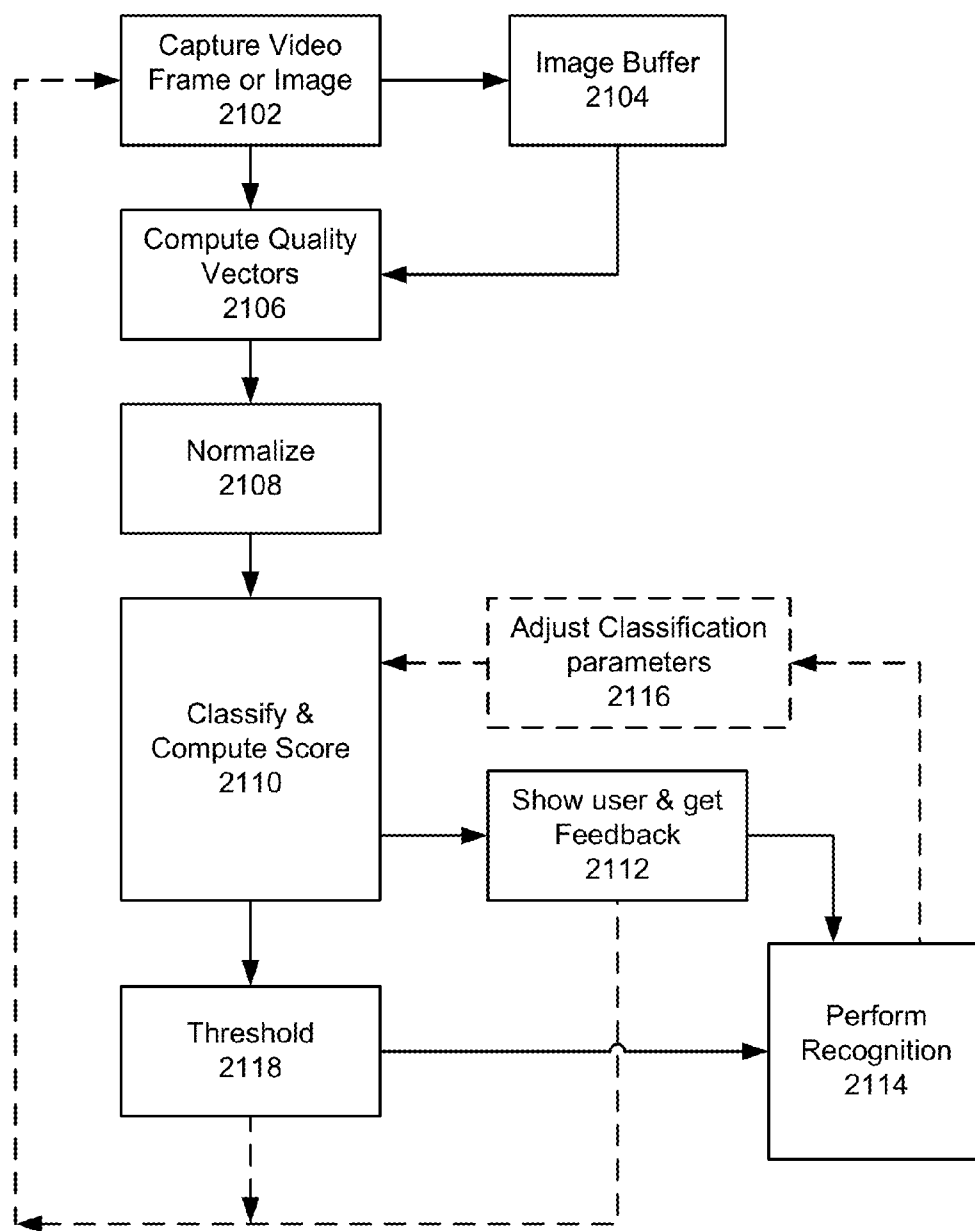 Capture Video
Frame or Image
2102
Image Buffer
2104
Compute Quality
Vectors
2106
Normalize
2108
Adjust Classification
parameters
2116
Classify &
Compute Score
2110
Show user & get
Feedback
2112
Threshold
2118
Perform
Recognition
2114